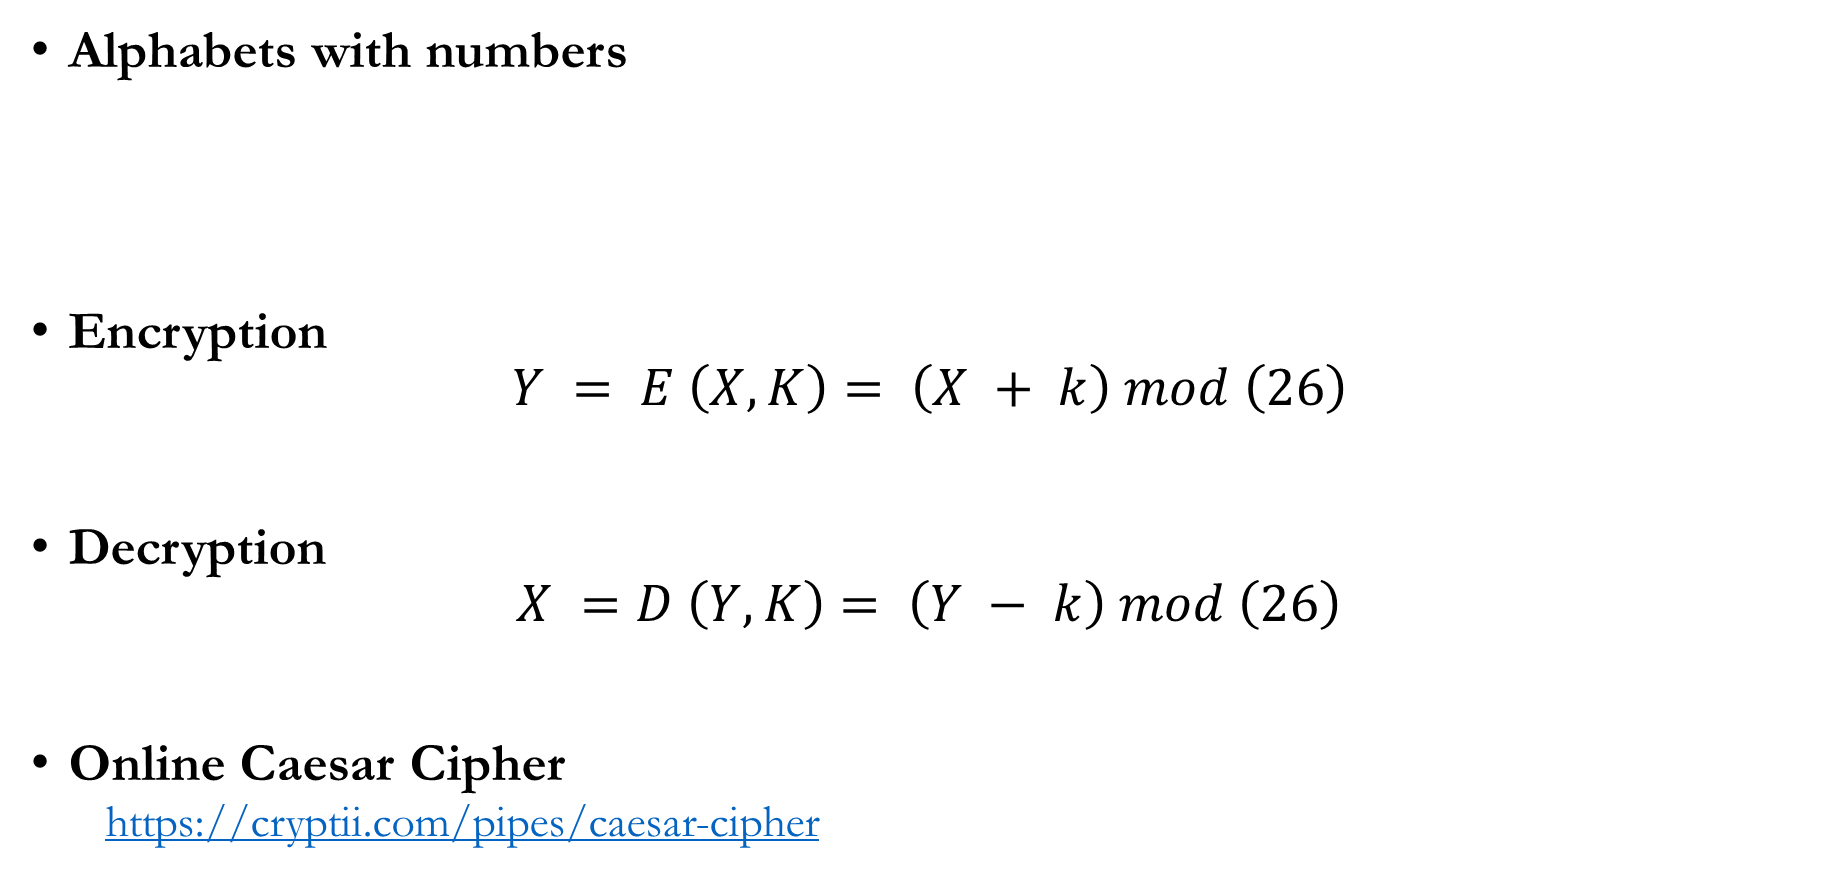 • Alphabets with numbers
• Encryption
Y = E (X, K) = (X + k) mod (26)
• Decryption
X = D (Y, K) = (Y − k) mod (26)
• Online Caesar Cipher
https://cryptii.com/pipes/caesar-cipher